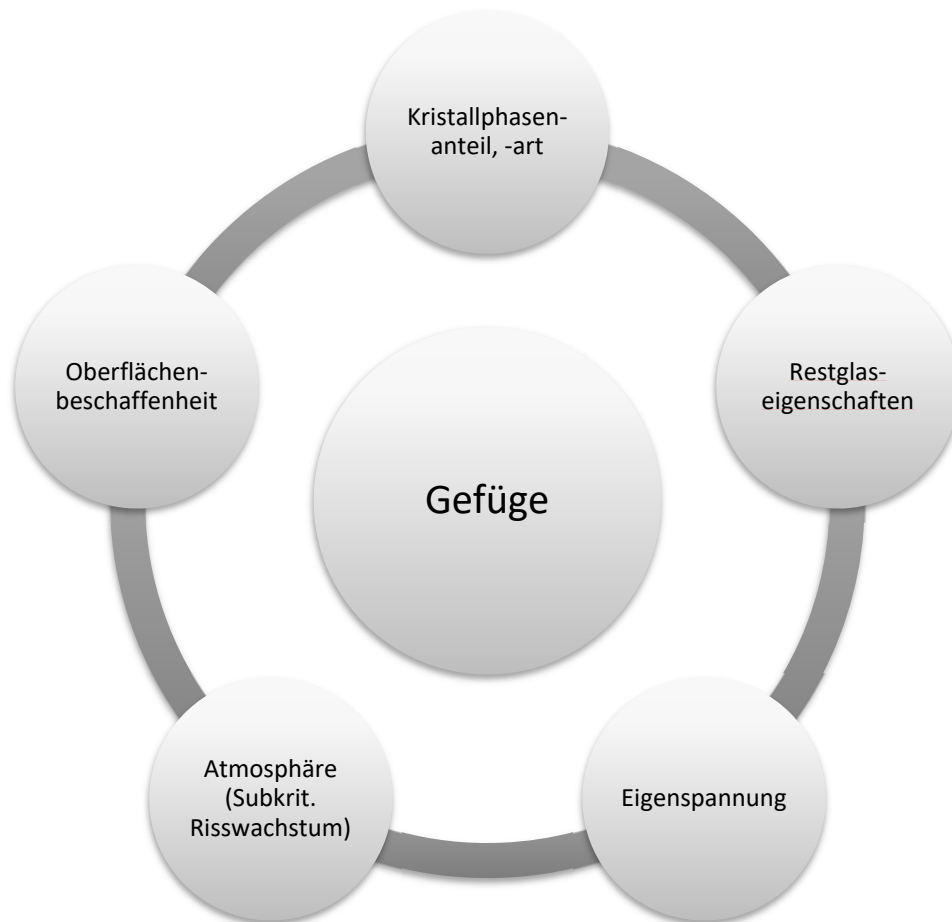 Kristallphasen-
anteil, -art
Oberflächen-
beschaffenheit
Restglas-
eigenschaften
Gefüge
Atmosphäre
(Subkrit.
Risswachstum)
Eigenspannung